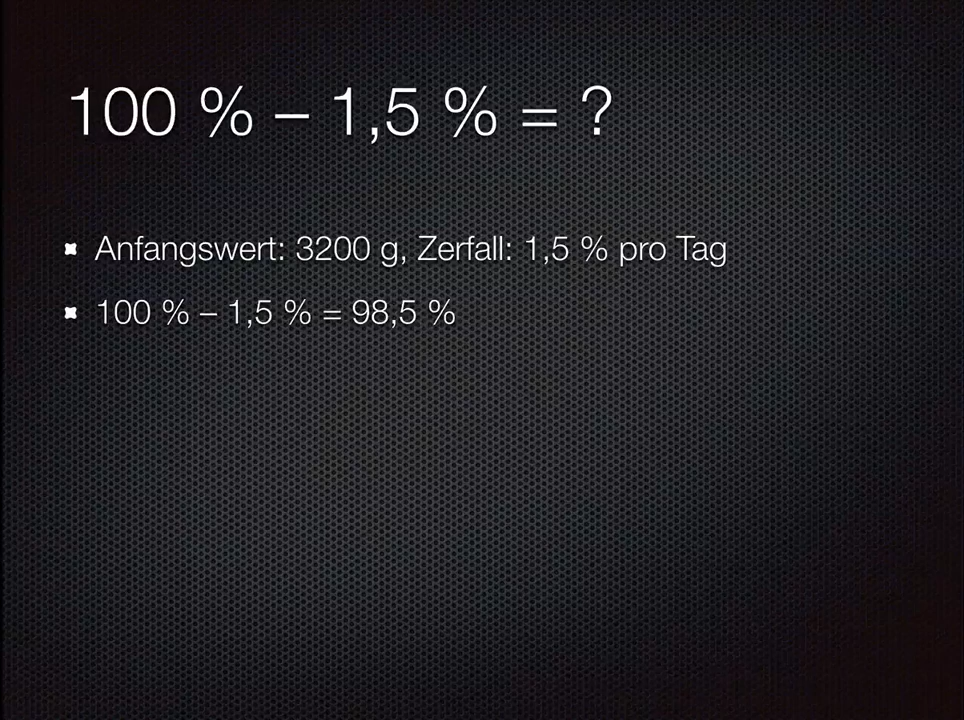 100 % – 1,5 % = ?
Anfangswert: 3200 g, Zerfall: 1,5 % pro Tag
100 % – 1,5 % = 98,5 %